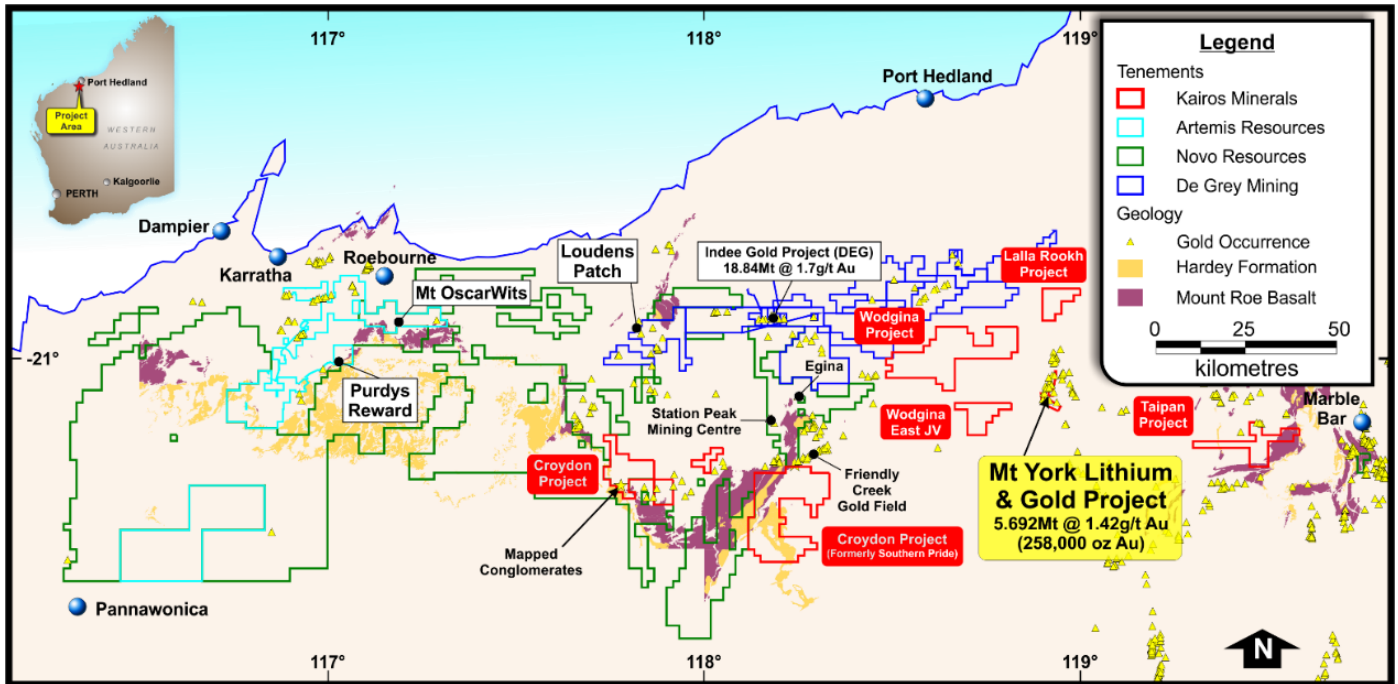 117°
118°
119°
Port Hedland
Project
Area
WESTERN
AUSTRALIA
Kalgoorlie
PERTH
Port Hedland
Legend
Tenements
Kairos Minerals
Artemis Resources
Novo Resources
De Grey Mining
Geology
Gold Occurrence
Hardey Formation
Mount Roe Basalt
0 25 50
kilometres
Dampier
Karratha
Roebourne
Mt OscarWits
Loudens
Patch
Indee Gold Project (DEG)
18.84Mt @ 1.7g/t Au
Lalla Rookh
Project
Wodgina
Project
-21°
Purdys
Reward
Egina
Station Peak
Mining Centre
Wodgina
East JV
Taipan
Project
Marble
Bar
Croydon
Project
Friendly
Creek
Gold Field
Mt York Lithium
& Gold Project
5.692Mt @ 1.42g/t Au
(258,000 oz Au)
Mapped
Conglomerates
Croydon Project
(Formerly Southern Pride)
Pannawonica
N
117°
118°
119°